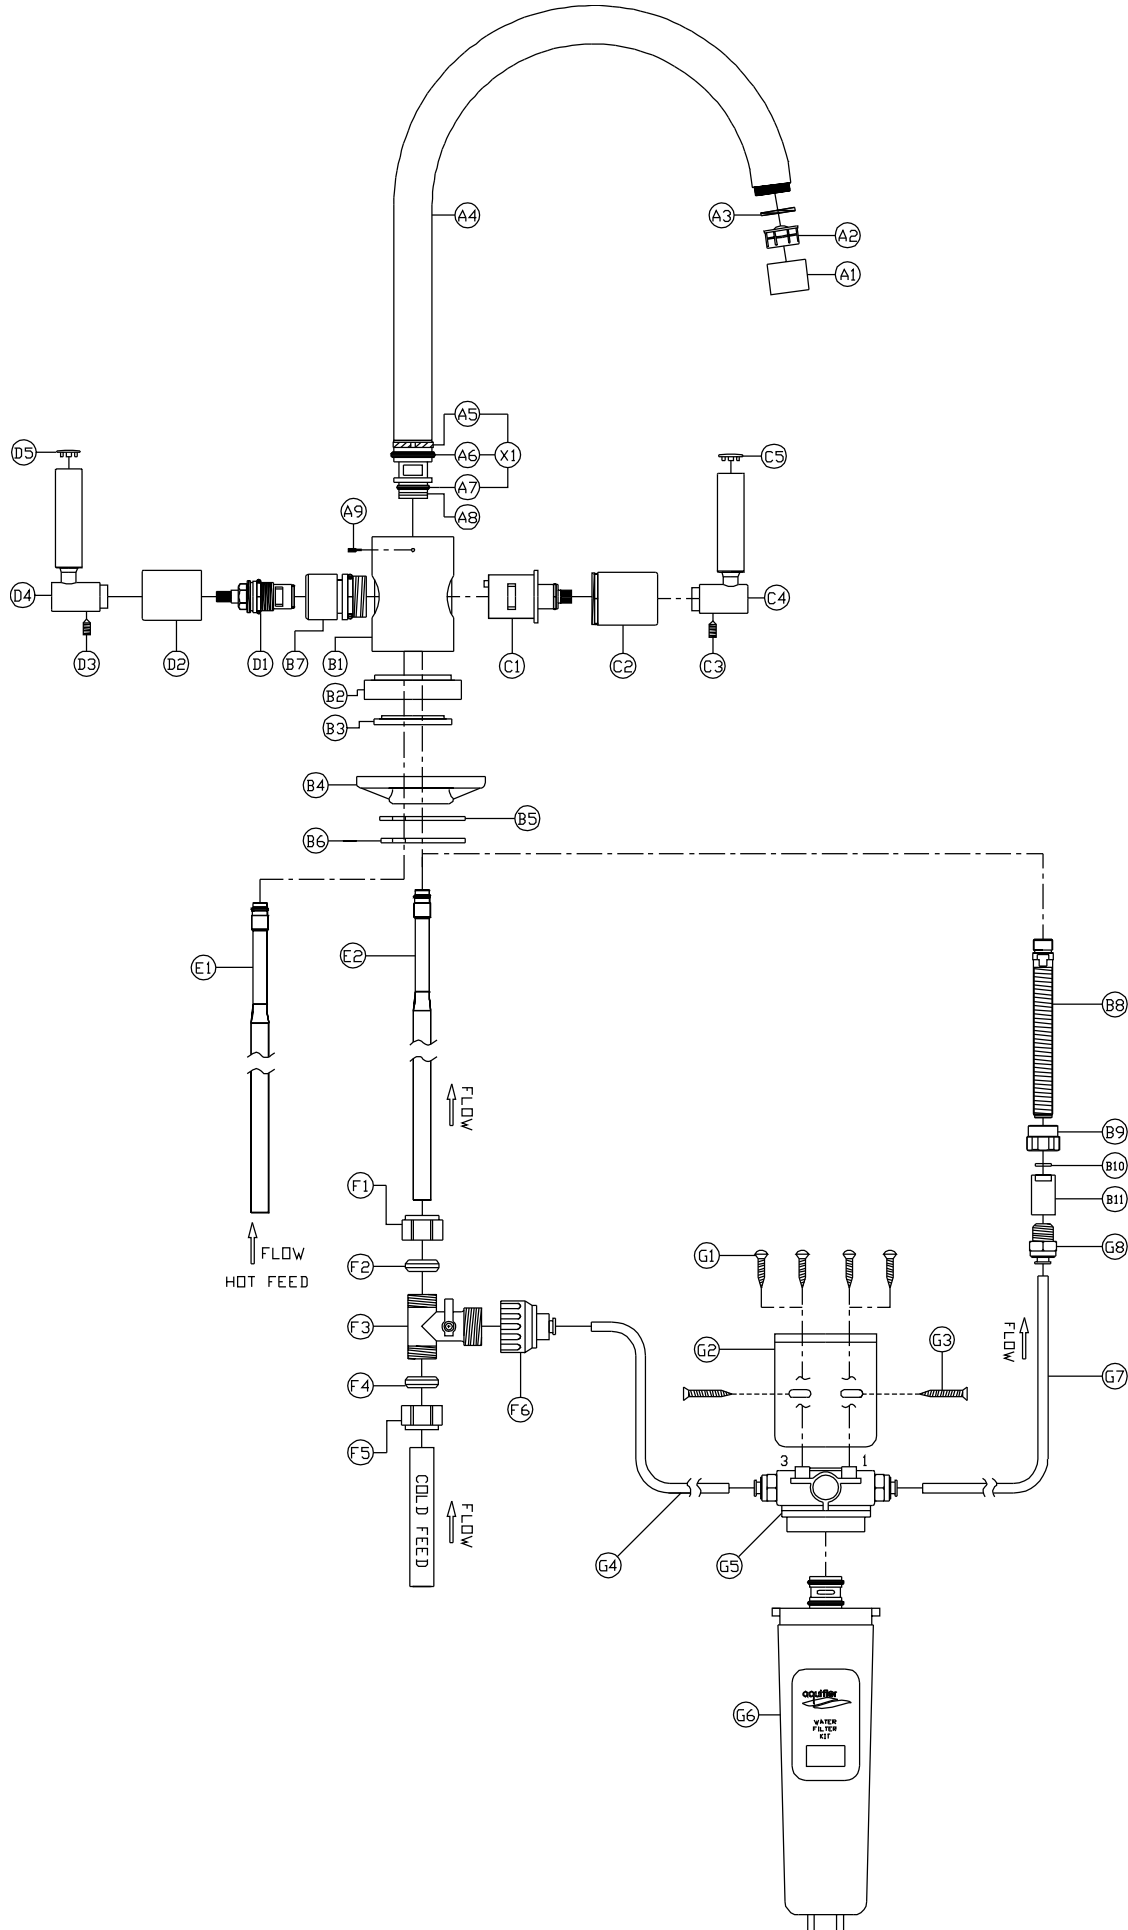 A4
A3
A2
A1
A5
D5
A6
X1
C5
A7
A9
A8
D4
C4
D3
D2
D1
B7
B1
C1
C2
C3
B2
B3
B4
B5
B6
E2
E1
B8
FLOW
B9
B10
F1
B11
FLOW
G1
G8
HOT FEED
F2
F3
G2
G3
FLOW
G7
F4
F6
F5
3
1
COLD FEED
FLOW
G4
G5
aquifier
G6
WATER
FILTER
KIT